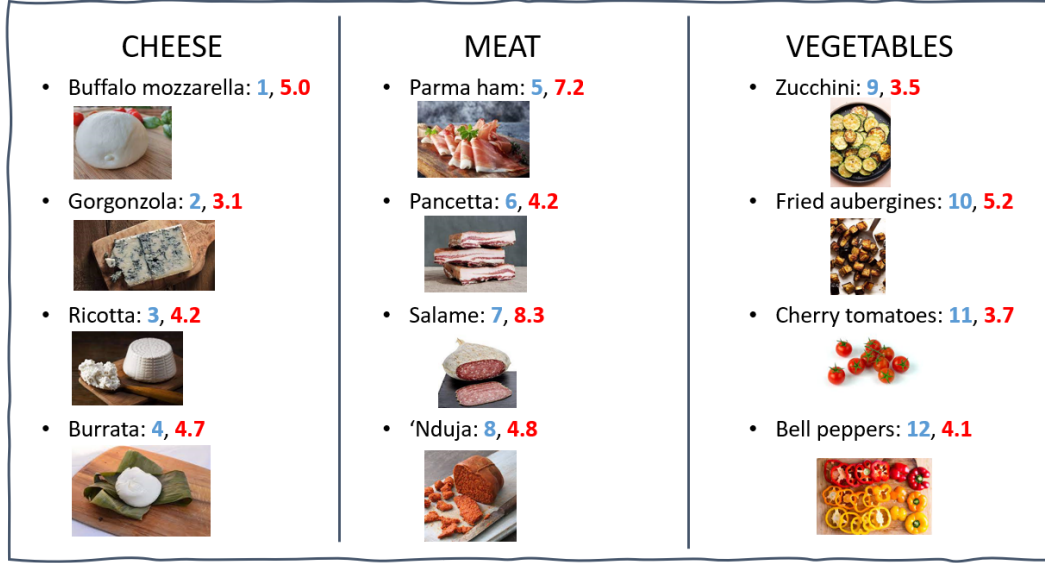 CHEESE
• Buffalo mozzarella: 1, 5.0
• Gorgonzola: 2, 3.1
• Ricotta: 3, 4.2
• Burrata: 4, 4.7
MEAT
• Parma ham: 5, 7.2
• Pancetta: 6, 4.2
• Salame: 7, 8.3
• ‘Nduja: 8, 4.8
VEGETABLES
• Zucchini: 9, 3.5
• Fried aubergines: 10, 5.2
• Cherry tomatoes: 11, 3.7
• Bell peppers: 12, 4.1